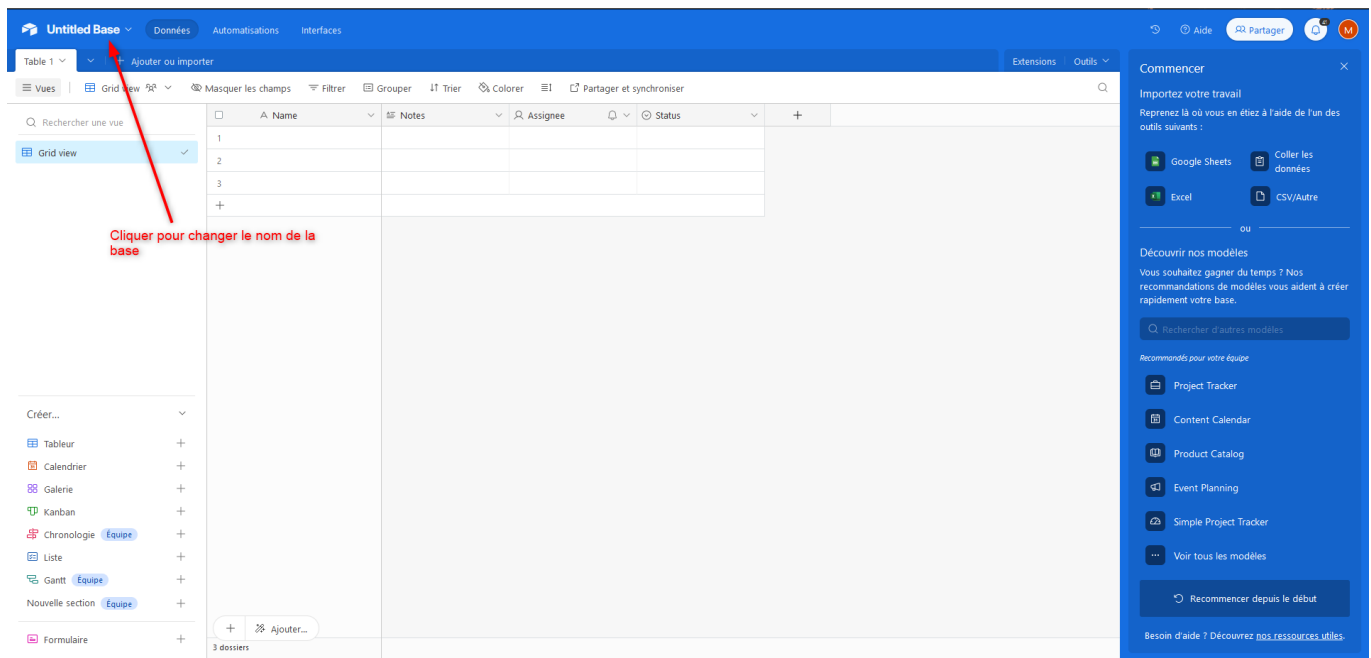 Untitled Base Données Automatisations Interfaces Aide Partager M
Table 1 Ajouter ou importer Extensions Outils
Vues Grid view Masquer les champs Filtrer Grouper Trier Colorer Partager et synchroniser
Rechercher une vue
Grid view
A Name Notes Assignee Status
1
2
3
Cliquer pour changer le nom de la
base
Créer...
Tableur
Calendrier
Galerie
Kanban
Chronologie Équipe
Liste
Gantt Équipe
Nouvelle section Équipe
Formulaire
+ Ajouter...
3 dossiers
Commencer
Importez votre travail
Reprenez là où vous en étiez à l'aide de l'un des
outils suivants :
Google Sheets
Coller les
données
Excel
CSV/Autre
ou
Découvrir nos modèles
Vous souhaitez gagner du temps ? Nos
recommandations de modèles vous aident à créer
rapidement votre base.
Rechercher d'autres modèles
Recommandés pour votre équipe
Project Tracker
Content Calendar
Product Catalog
Event Planning
Simple Project Tracker
Voir tous les modèles
Recommencer depuis le début
Besoin d'aide ? Découvrez nos ressources utiles.